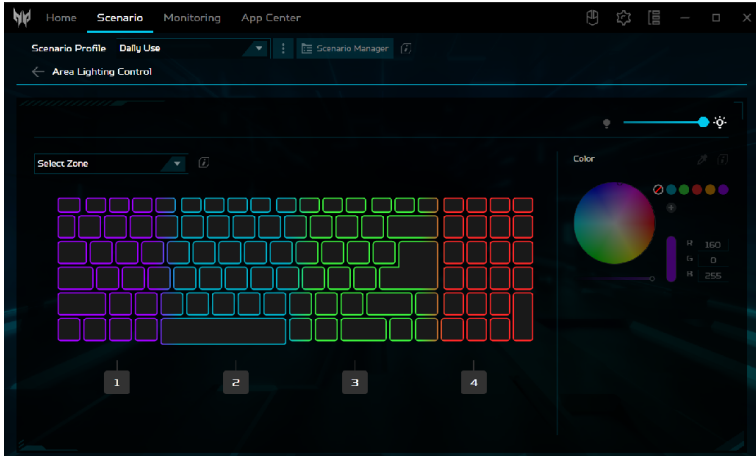 Home Scenario Monitoring App Center
Scenario Profile Daily Use Scenario Manager
Area Lighting Control
Select Zone
Color
R 160
G 0
B 255
1 2 3 4